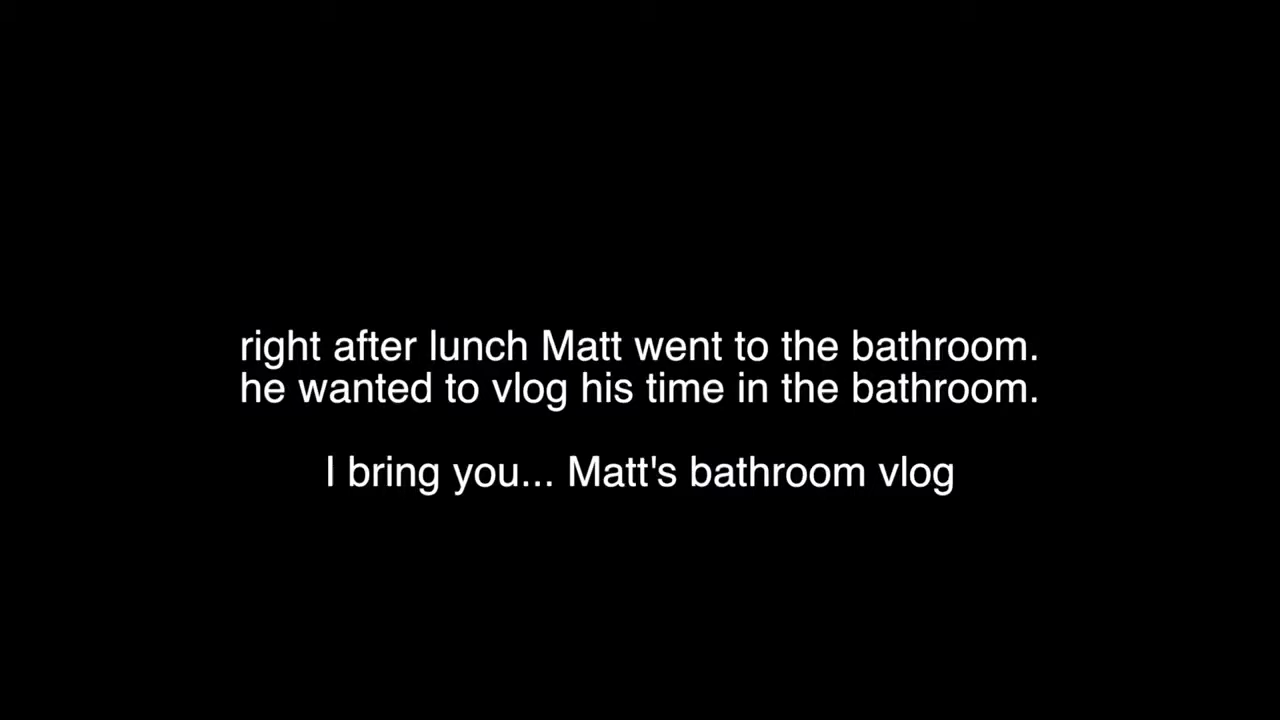 right after lunch Matt went to the bathroom.
he wanted to vlog his time in the bathroom.
I bring you... Matt's bathroom vlog